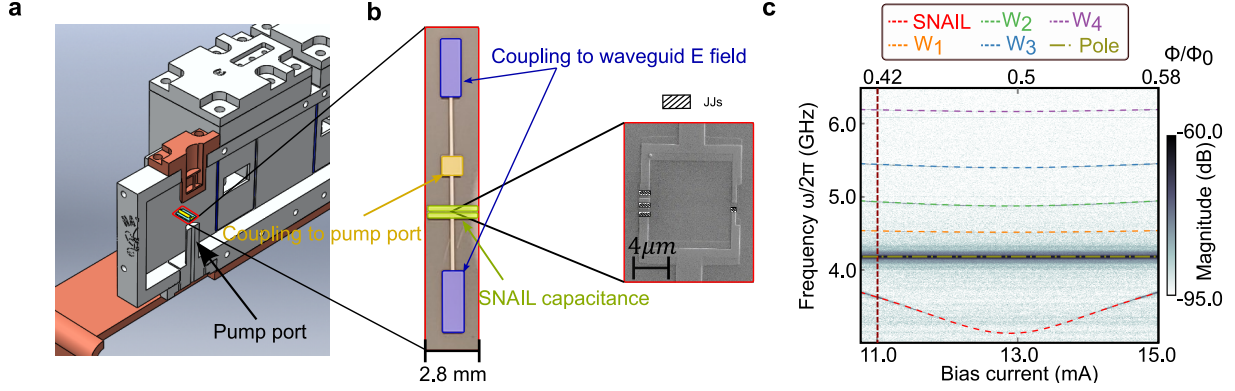 a
Pump port
b
Coupling to waveguid E field
Coupling to pump port
SNAIL capacitance
2.8 mm
JJs
4μm
c
SNAIL
W2
W4
W1
W3
Pole
Φ/Φ0
0.42
0.5
0.58
Frequency ω/2π (GHz)
6.0
5.0
4.0
11.0
13.0
15.0
Bias current (mA)
-60.0
-95.0
Magnitude (dB)